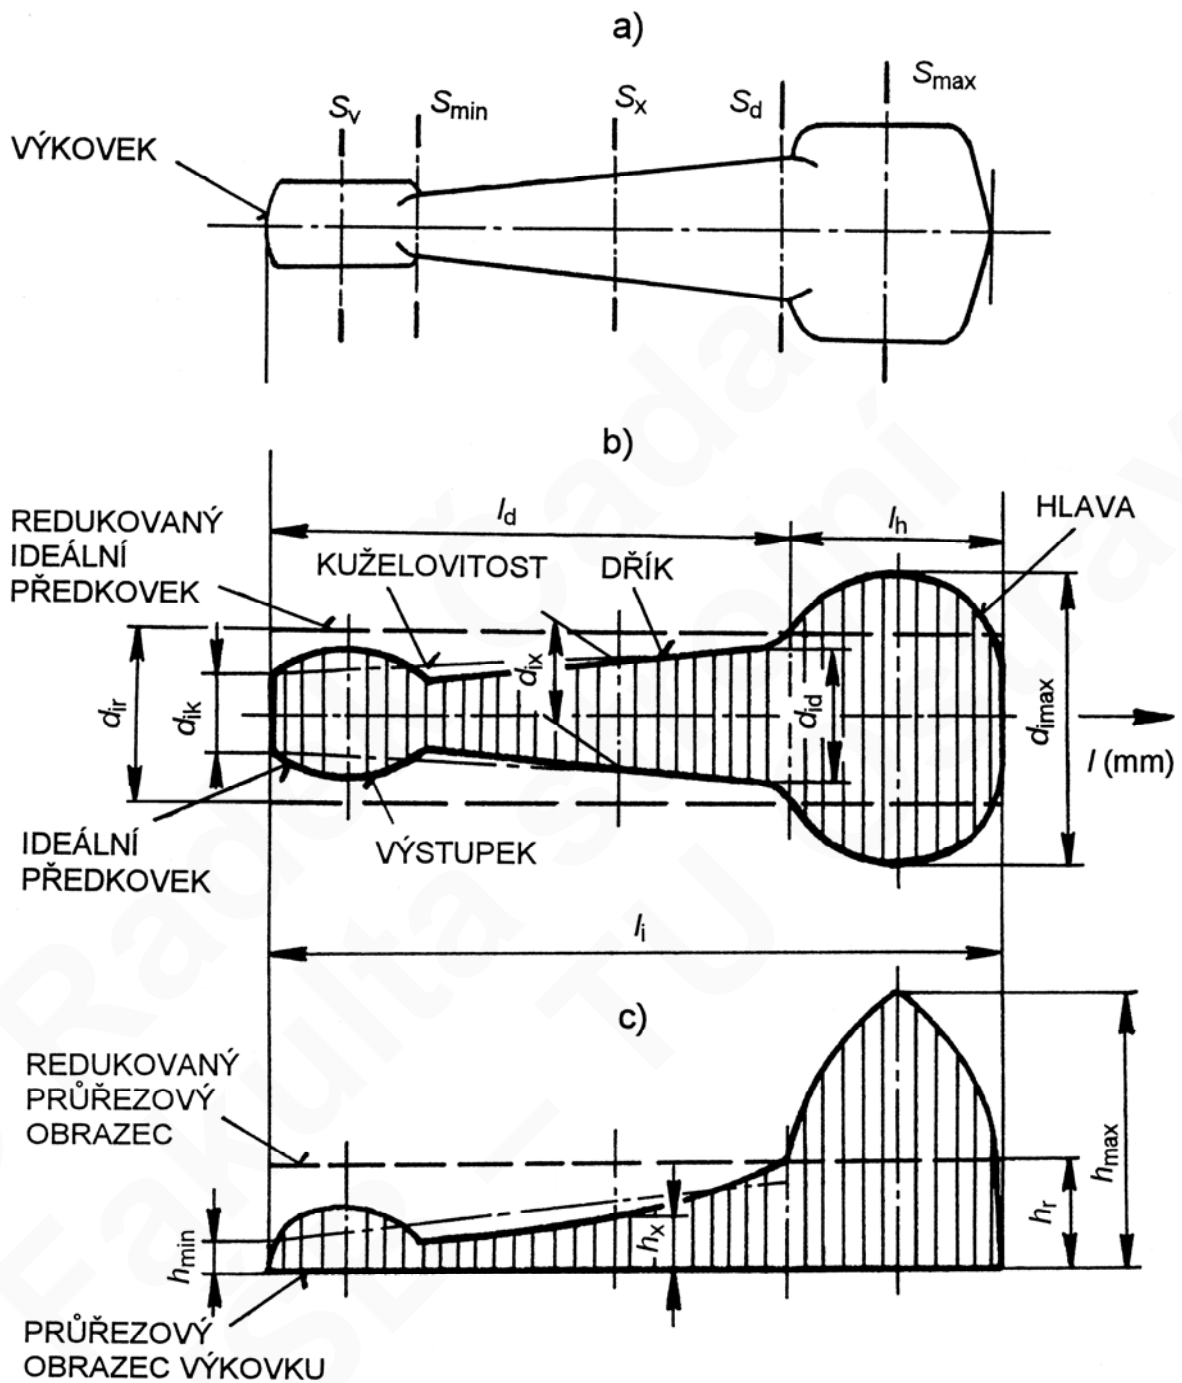 a)
Sv
Smin
Sx
Sd
Smax
VÝKOVEK
b)
REDUKOVANÝ
IDEÁLNÍ
PŘEDKOVEK
ld
lh
HLAVA
KUŽELOVITOST
DŘÍK
dir
dik
dix
did
dimax
l (mm)
IDEÁLNÍ
PŘEDKOVEK
VÝSTUPEK
li
c)
REDUKOVANÝ
PRŮŘEZOVÝ
OBRAZEC
hmin
hx
hr
hmax
PRŮŘEZOVÝ
OBRAZEC VÝKOVKU